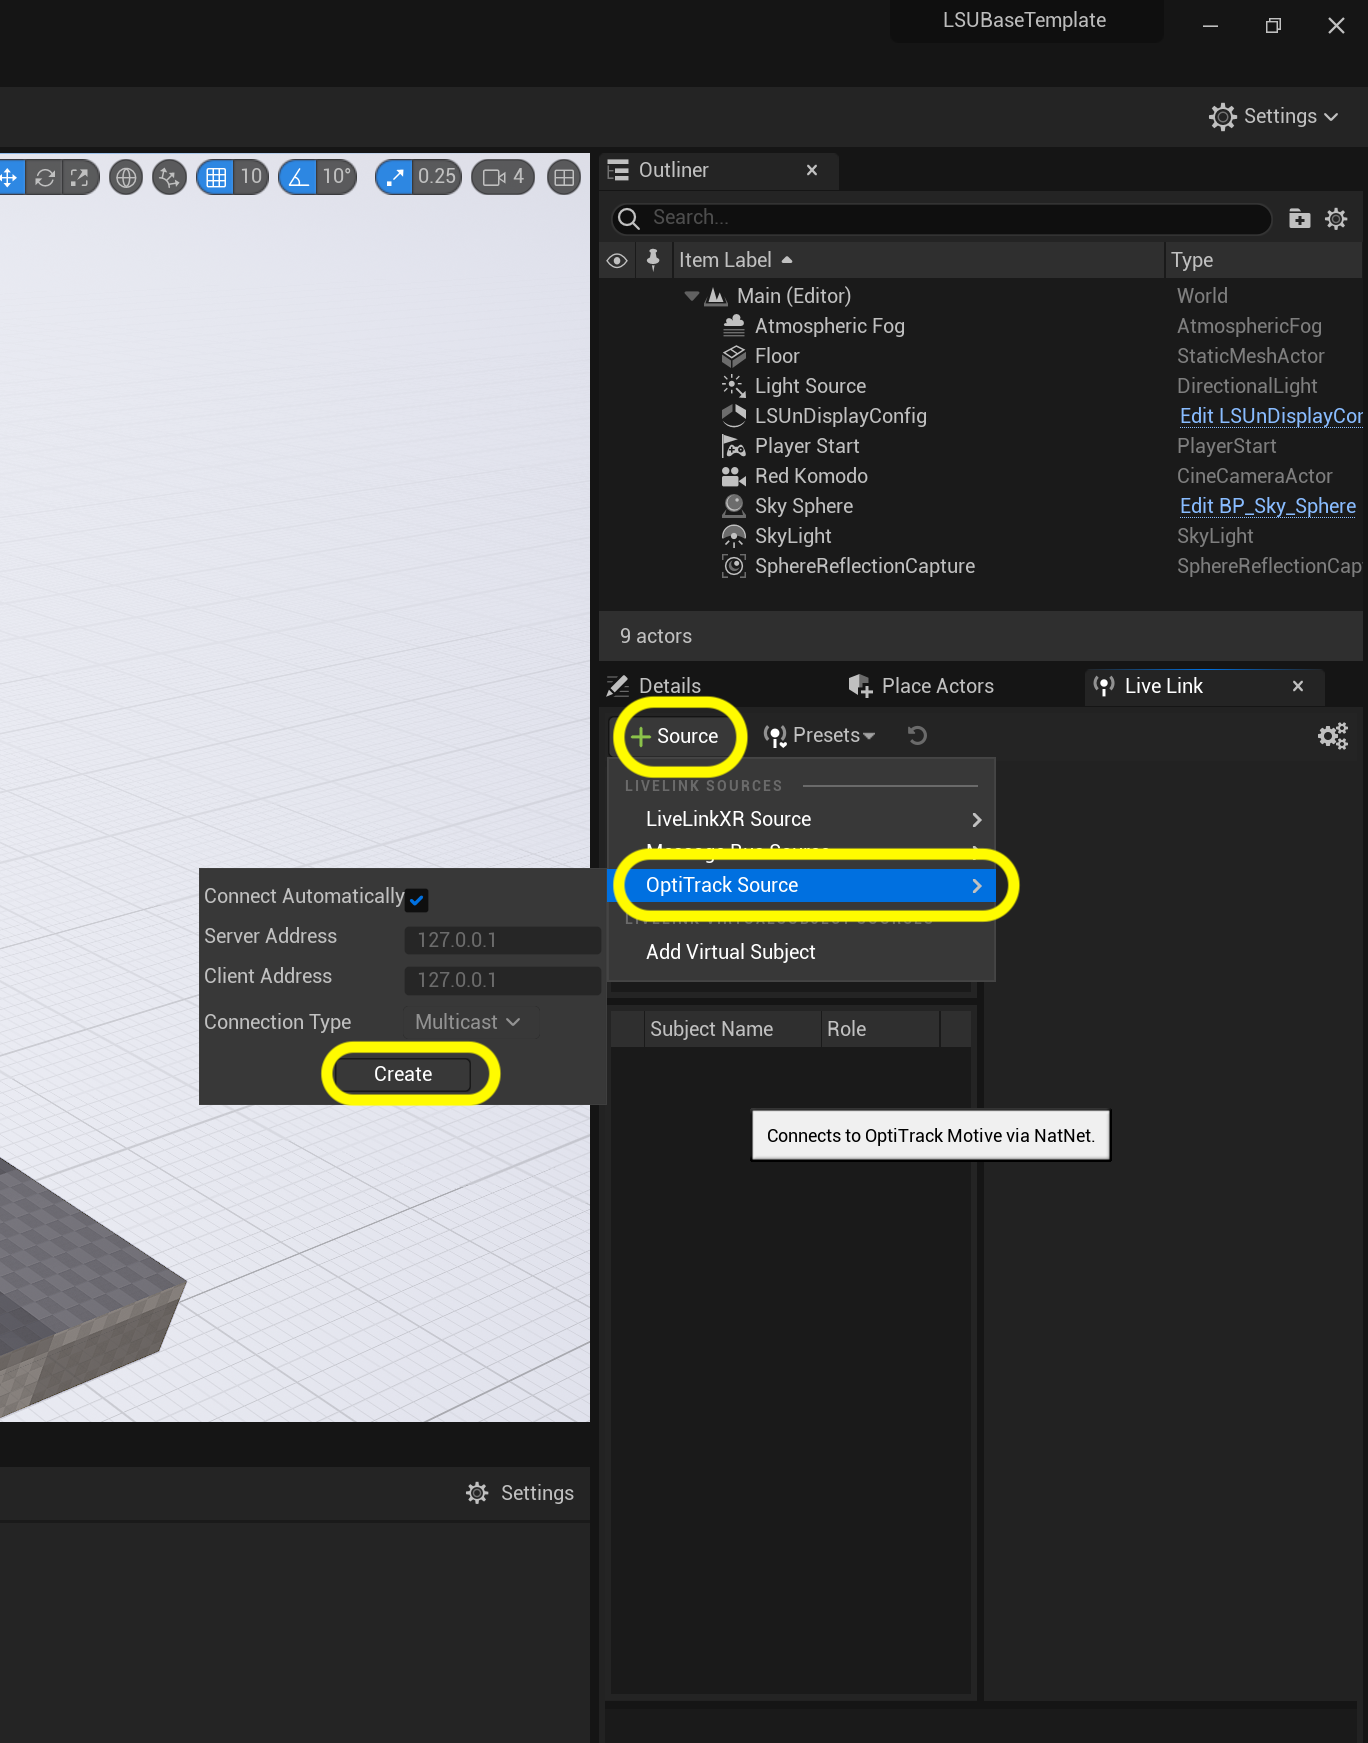 LSUBaseTemplate
Settings
10
10°
0.25
4
Outliner
Search...
Item Label
Type
Main (Editor)
World
Atmospheric Fog
AtmosphericFog
Floor
StaticMeshActor
Light Source
DirectionalLight
LSUnDisplayConfig
Edit LSUnDisplayCor
Player Start
PlayerStart
Red Komodo
CineCameraActor
Sky Sphere
Edit BP_Sky_Sphere
SkyLight
SkyLight
SphereReflectionCapture
SphereReflectionCap
9 actors
Details
Place Actors
Live Link
Source
Presets
LIVELINK SOURCES
LiveLinkXR Source
Message Bus Source
OptiTrack Source
Add Virtual Subject
Connect Automatically
Server Address
127.0.0.1
Client Address
127.0.0.1
Connection Type
Multicast
Create
Subject Name
Role
Connects to OptiTrack Motive via NatNet.
Settings